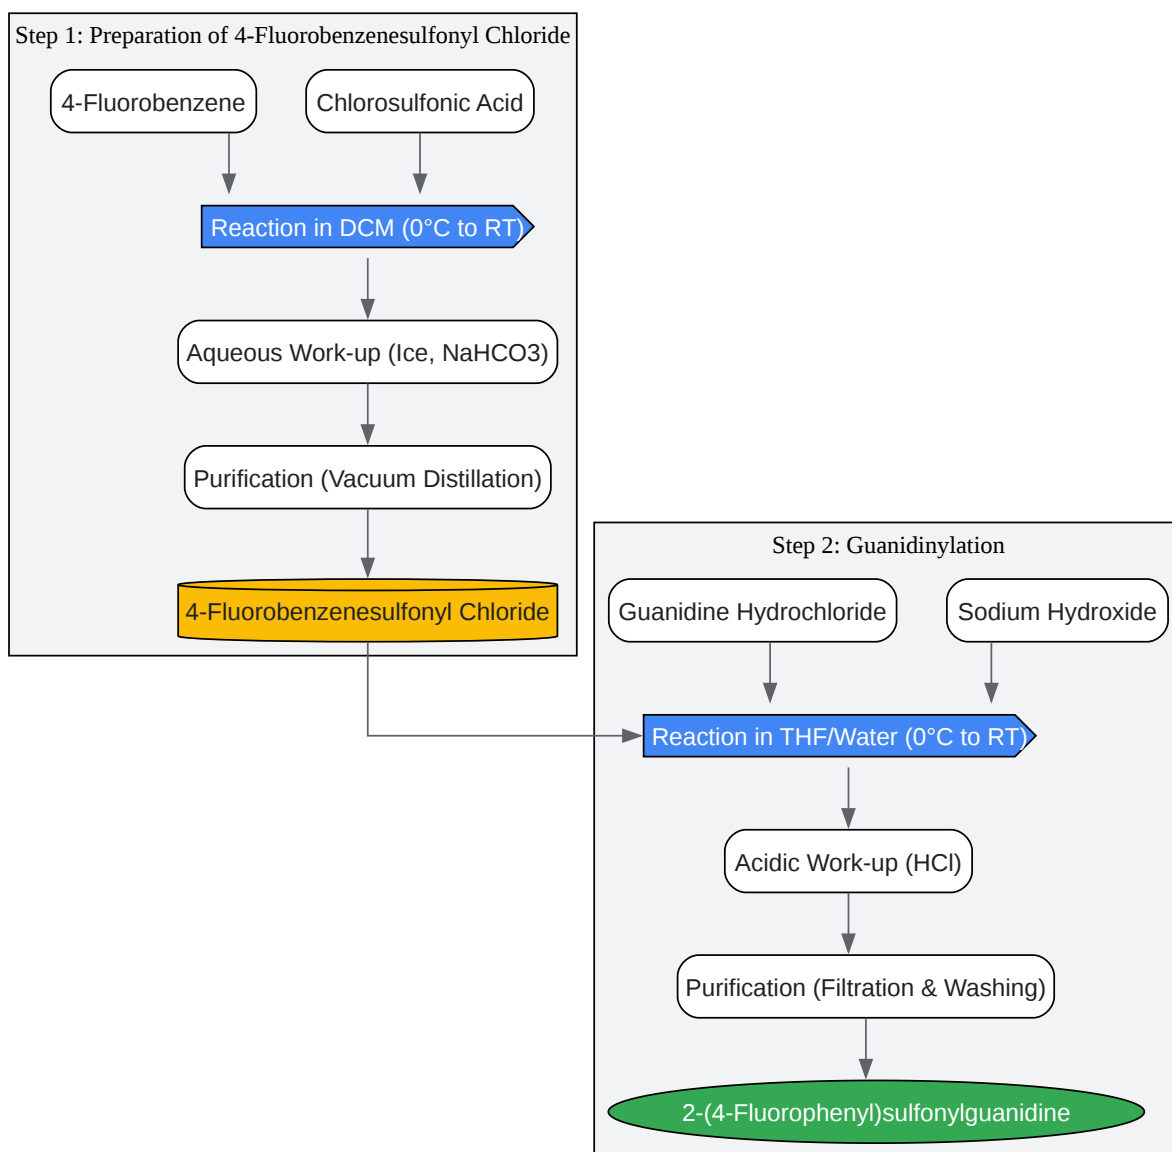 Step 1: Preparation of 4-Fluorobenzenesulfonyl Chloride
4-Fluorobenzene
Chlorosulfonic Acid
Reaction in DCM (0°C to RT)
Aqueous Work-up (Ice, NaHCO3)
Purification (Vacuum Distillation)
4-Fluorobenzenesulfonyl Chloride
Step 2: Guanidinylation
Guanidine Hydrochloride
Sodium Hydroxide
Reaction in THF/Water (0°C to RT)
Acidic Work-up (HCl)
Purification (Filtration & Washing)
2-(4-Fluorophenyl)sulfonylguanidine